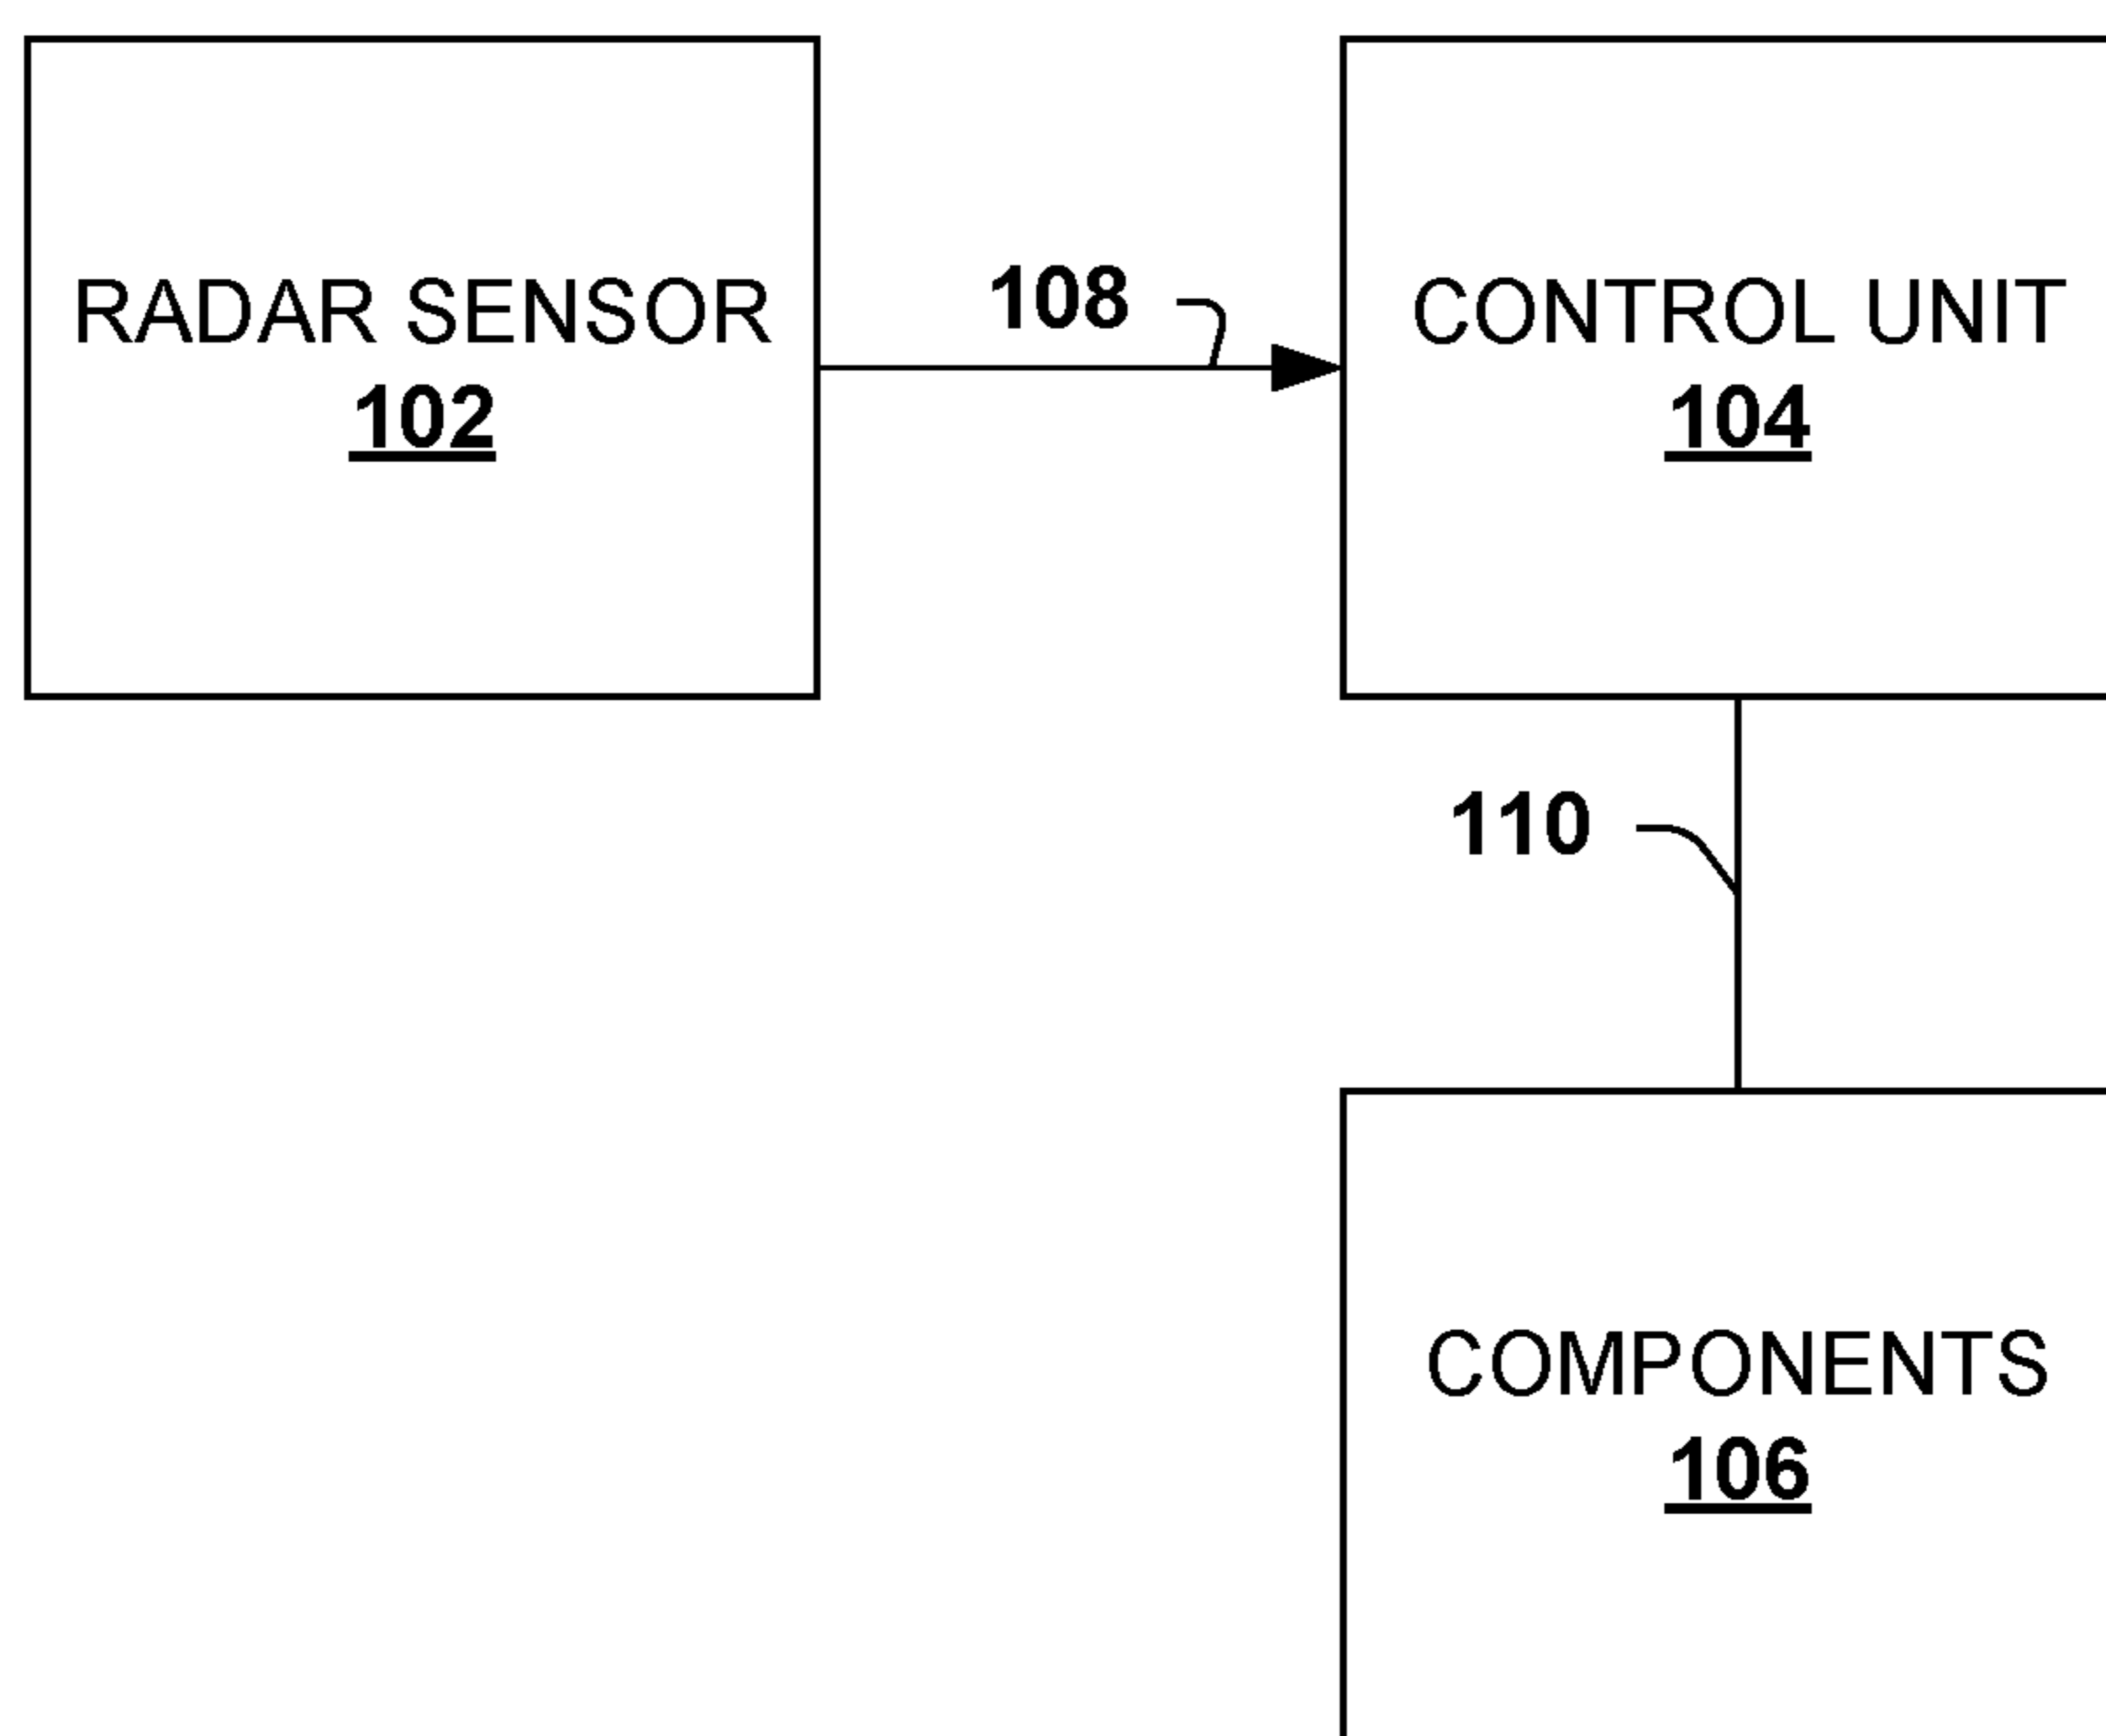 RADAR SENSOR
102
108
CONTROL UNIT
104
110
COMPONENTS
106